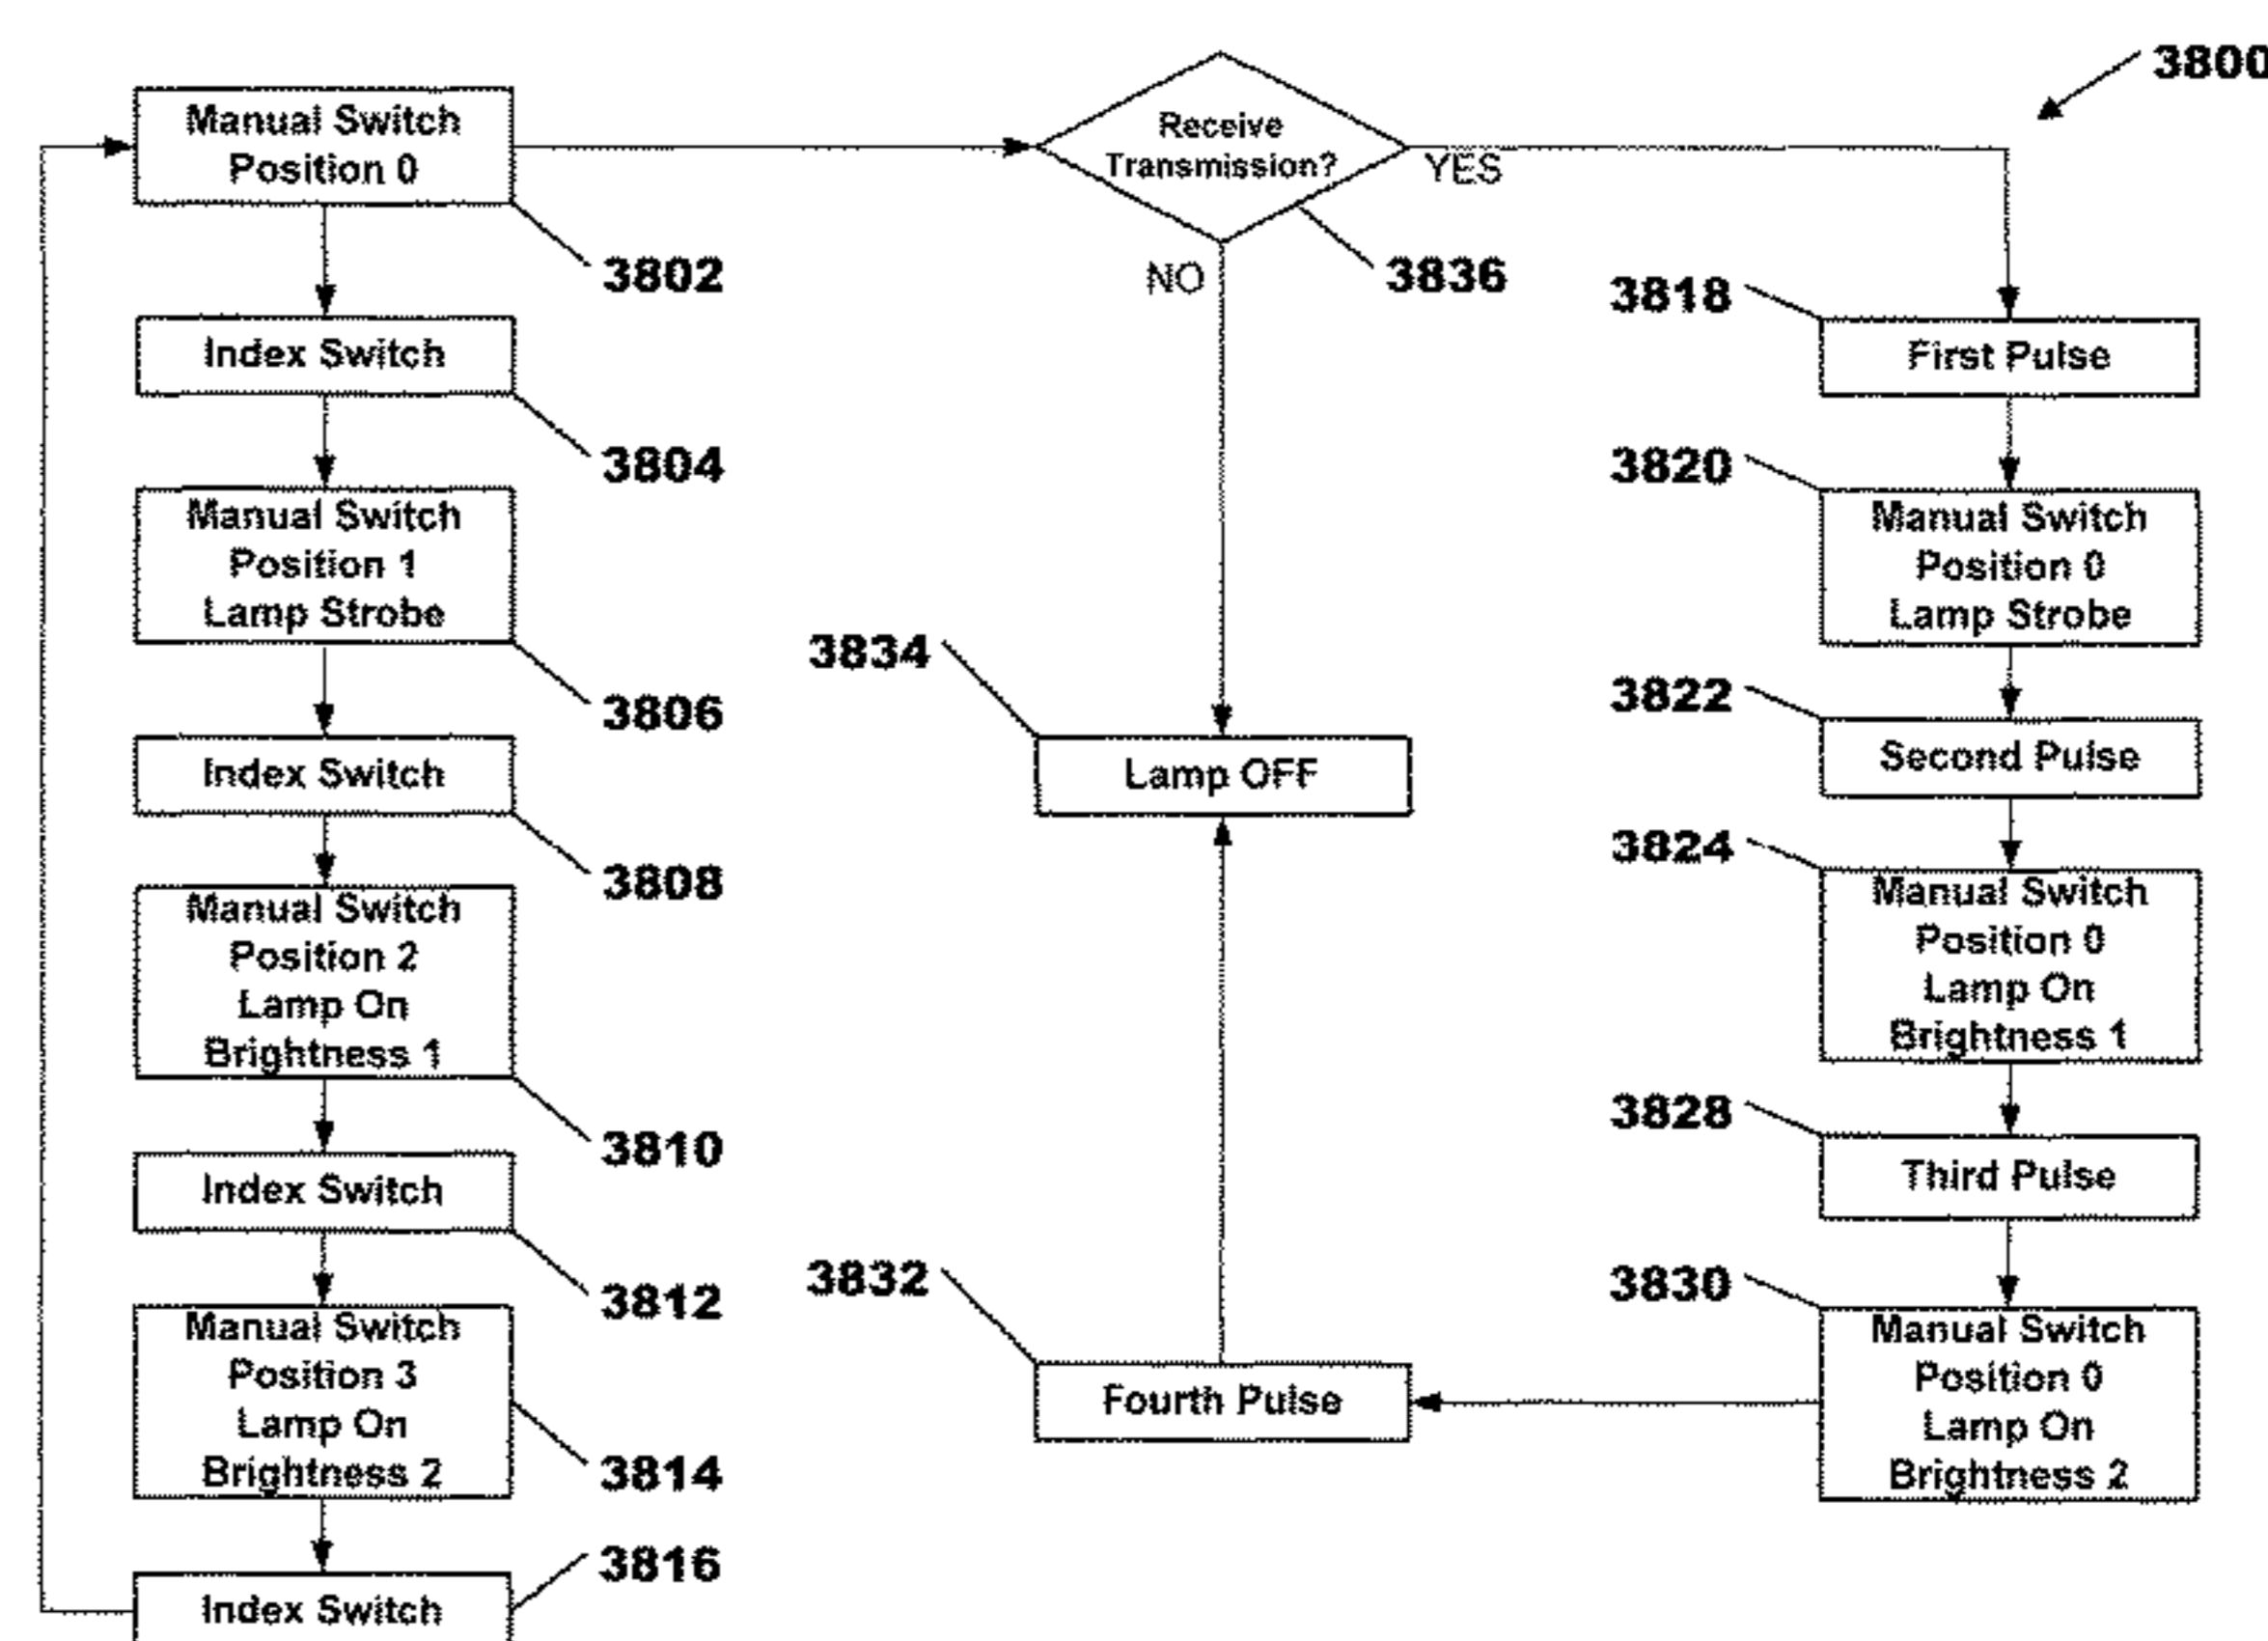 3800
Manual Switch
Position 0
3802
Receive
Transmission?
YES
NO
3836
Index Switch
3804
Manual Switch
Position 1
Lamp Strobe
3806
Index Switch
3808
Manual Switch
Position 2
Lamp On
Brightness 1
3810
Index Switch
3812
Manual Switch
Position 3
Lamp On
Brightness 2
3814
Index Switch
3816
3834
Lamp OFF
3832
Fourth Pulse
3818
First Pulse
3820
Manual Switch
Position 0
Lamp Strobe
3822
Second Pulse
3824
Manual Switch
Position 0
Lamp On
Brightness 1
3828
Third Pulse
3830
Manual Switch
Position 0
Lamp On
Brightness 2